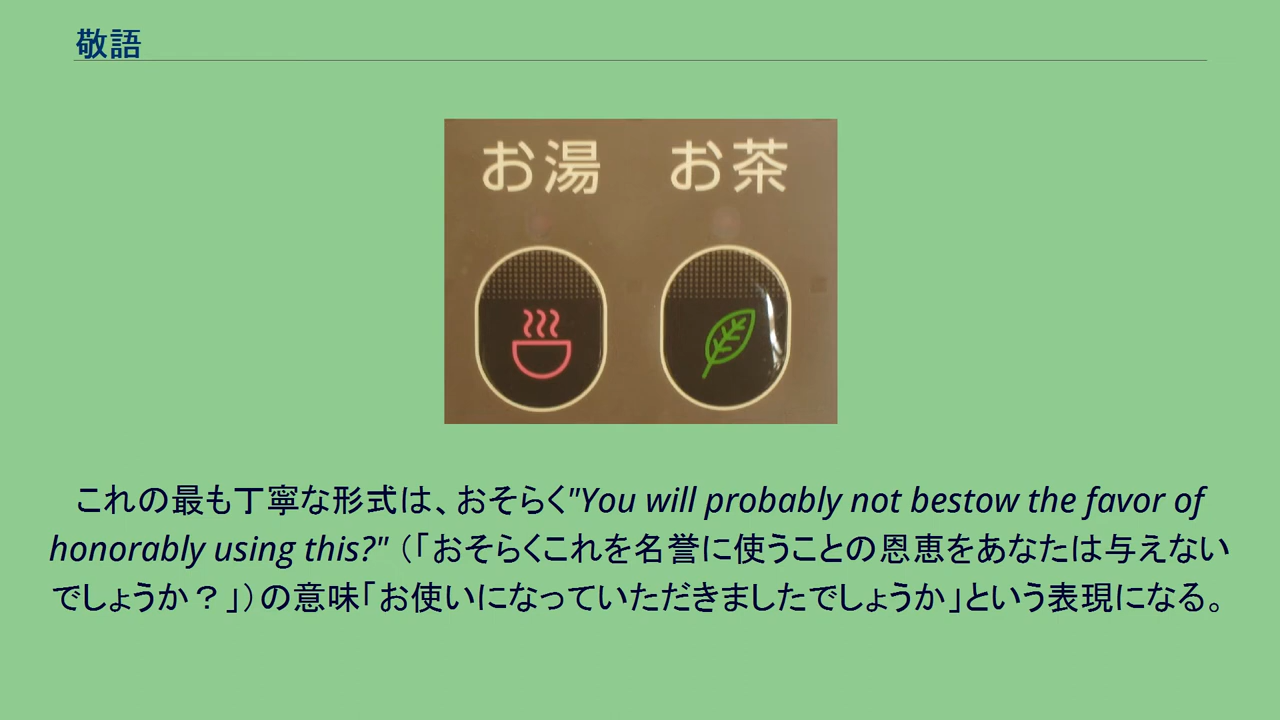 敬語
お湯 お茶
これの最も丁寧な形式は、おそらく"You will probably not bestow the favor of
honorably using this?" (「おそらくこれを名誉に使うことの恩恵をあなたは与えない
でしょうか？」)の意味「お使いになっていただきましたでしょうか」という表現になる。